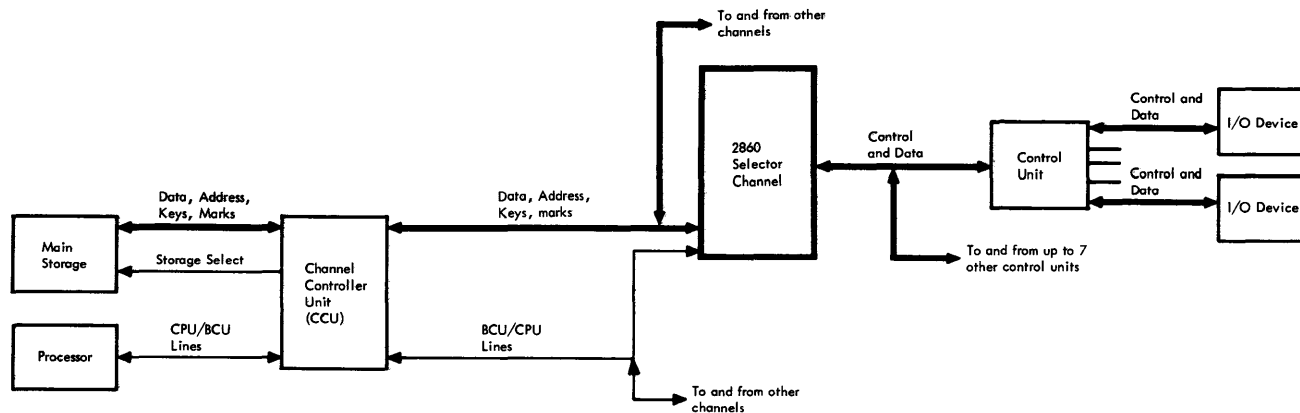 To and from other
channels
2860
Selector
Channel
Control
and Data
Control
Unit
Control and
Data
I/O Device
Control and
Data
I/O Device
To and from up to 7
other control units
Data, Address,
Keys, Marks
Data, Address,
Keys, marks
Main
Storage
Storage Select
Channel
Controller
Unit
(CCU)
Processor
CPU/BCU
Lines
BCU/CPU
Lines
To and from other
channels